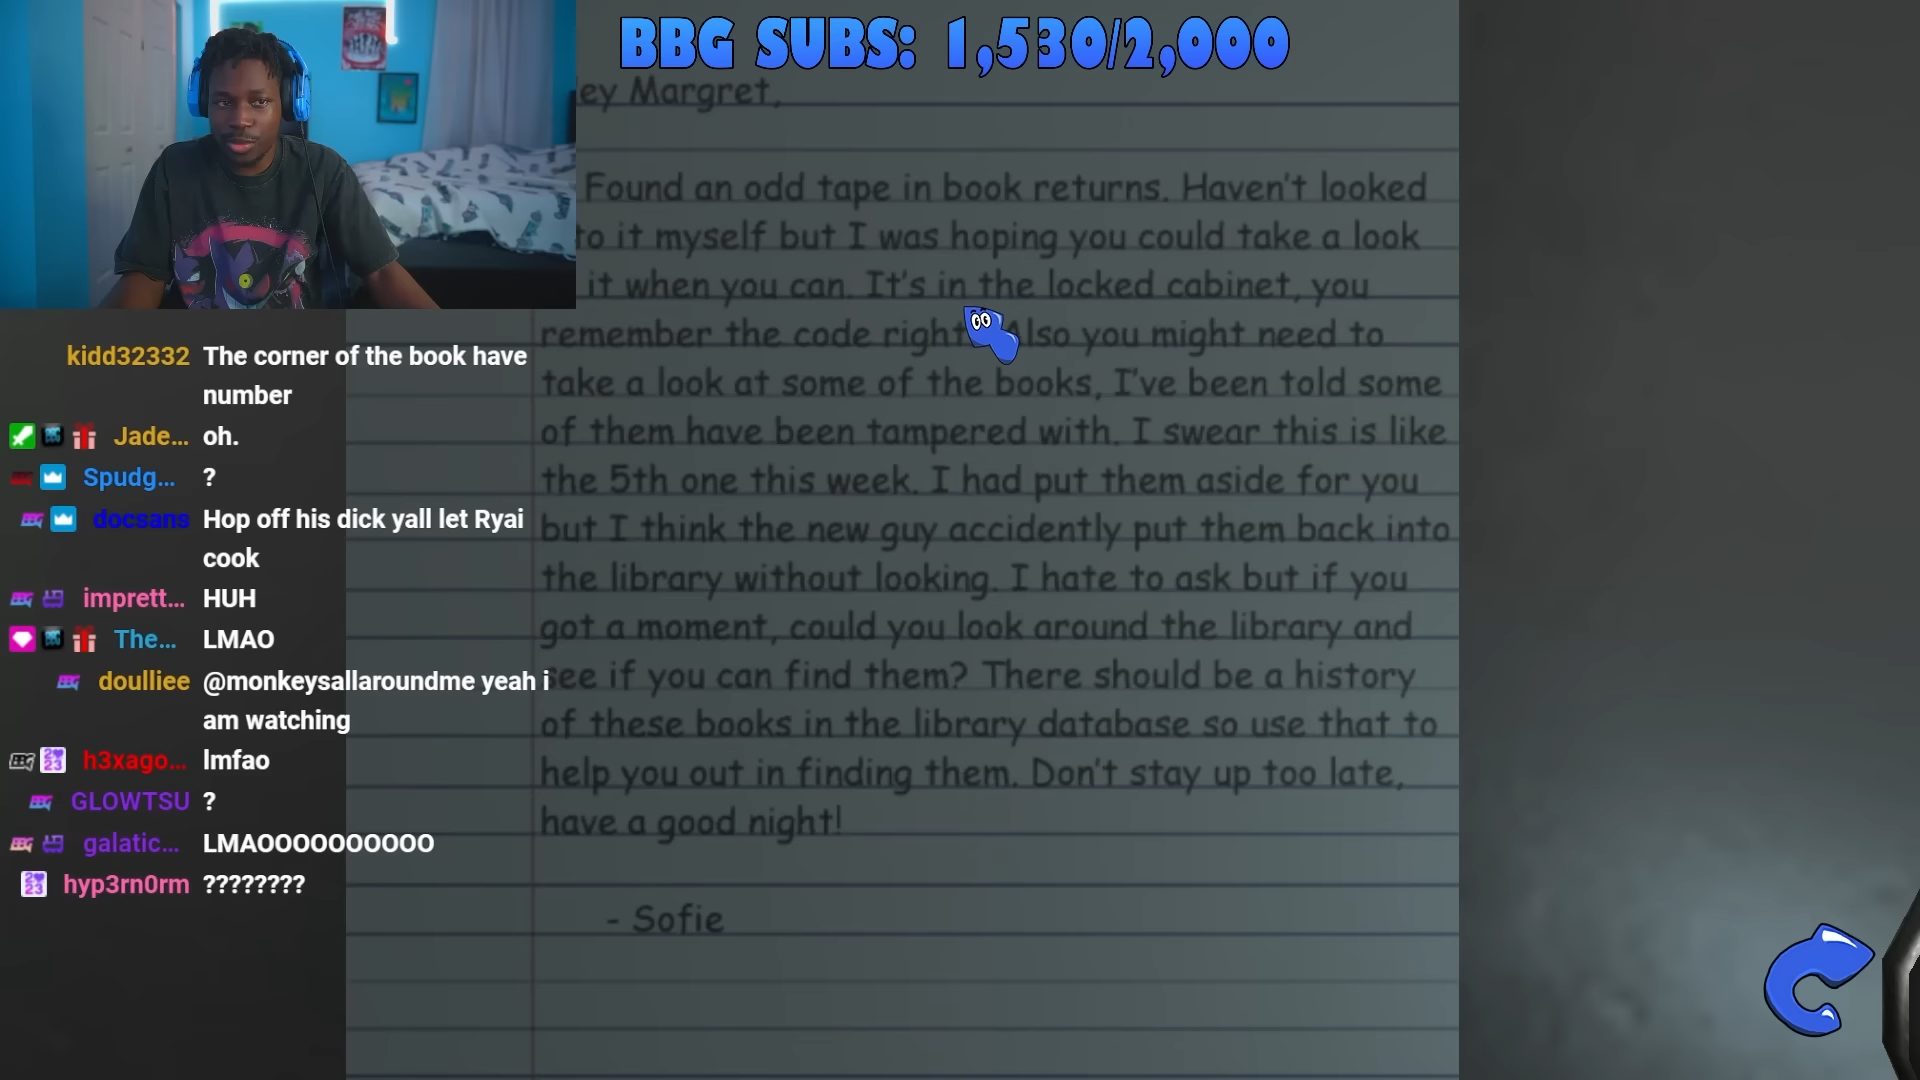 BBG SUBS: 1,530/2,000
ey Margret,
Found an odd tape in book returns. Haven't looked
to it myself but I was hoping you could take a look
it when you can. It's in the locked cabinet, you
remember the code right Also you might need to
take a look at some of the books, I've been told some
of them have been tampered with. I swear this is like
the 5th one this week. I had put them aside for you
but I think the new guy accidently put them back into
the library without looking. I hate to ask but if you
got a moment, could you look around the library and
see if you can find them? There should be a history
of these books in the library database so use that to
help you out in finding them. Don't stay up too late,
have a good night!
- Sofie
kidd32332 The corner of the book have
number
Jade... oh.
Spudg... ?
docsans Hop off his dick yall let Ryai
cook
imprett... HUH
The... LMAO
doulliee @monkeysallaroundme yeah i
am watching
h3xago... lmfao
GLOWTSU ?
galatic... LMAOOOOOOOOOO
hyp3rn0rm ????????